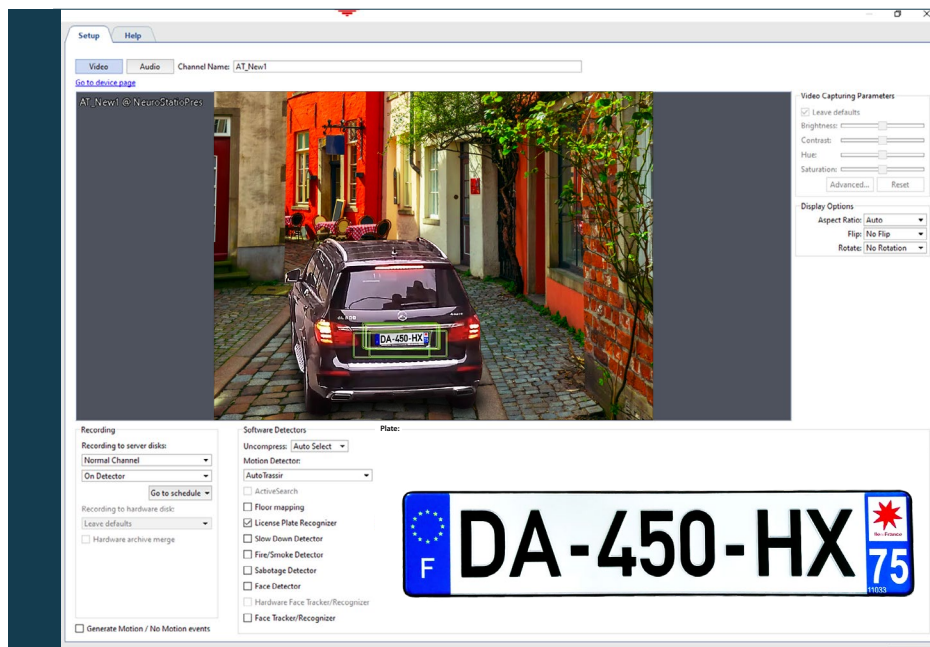 Setup Help
Video Audio Channel Name: AT_New1
Go to device page
AT_New1 @ NeuroStatioPres
DA-450-HX
Video Capturing Parameters
Leave defaults
Brightness:
Contrast:
Hue:
Saturation:
Advanced... Reset
Display Options
Aspect Ratio: Auto
Flip: No Flip
Rotate: No Rotation
Recording
Recording to server disks:
Normal Channel
On Detector
Go to schedule
Recording to hardware disk:
Leave defaults
Hardware archive merge
Generate Motion / No Motion events
Software Detectors
Uncompress: Auto Select
Motion Detector:
AutoTrassir
ActiveSearch
Floor mapping
License Plate Recognizer
Slow Down Detector
Fire/Smoke Detector
Sabotage Detector
Face Detector
Hardware Face Tracker/Recognizer
Face Tracker/Recognizer
Plate:
F DA-450-HX 75
11033